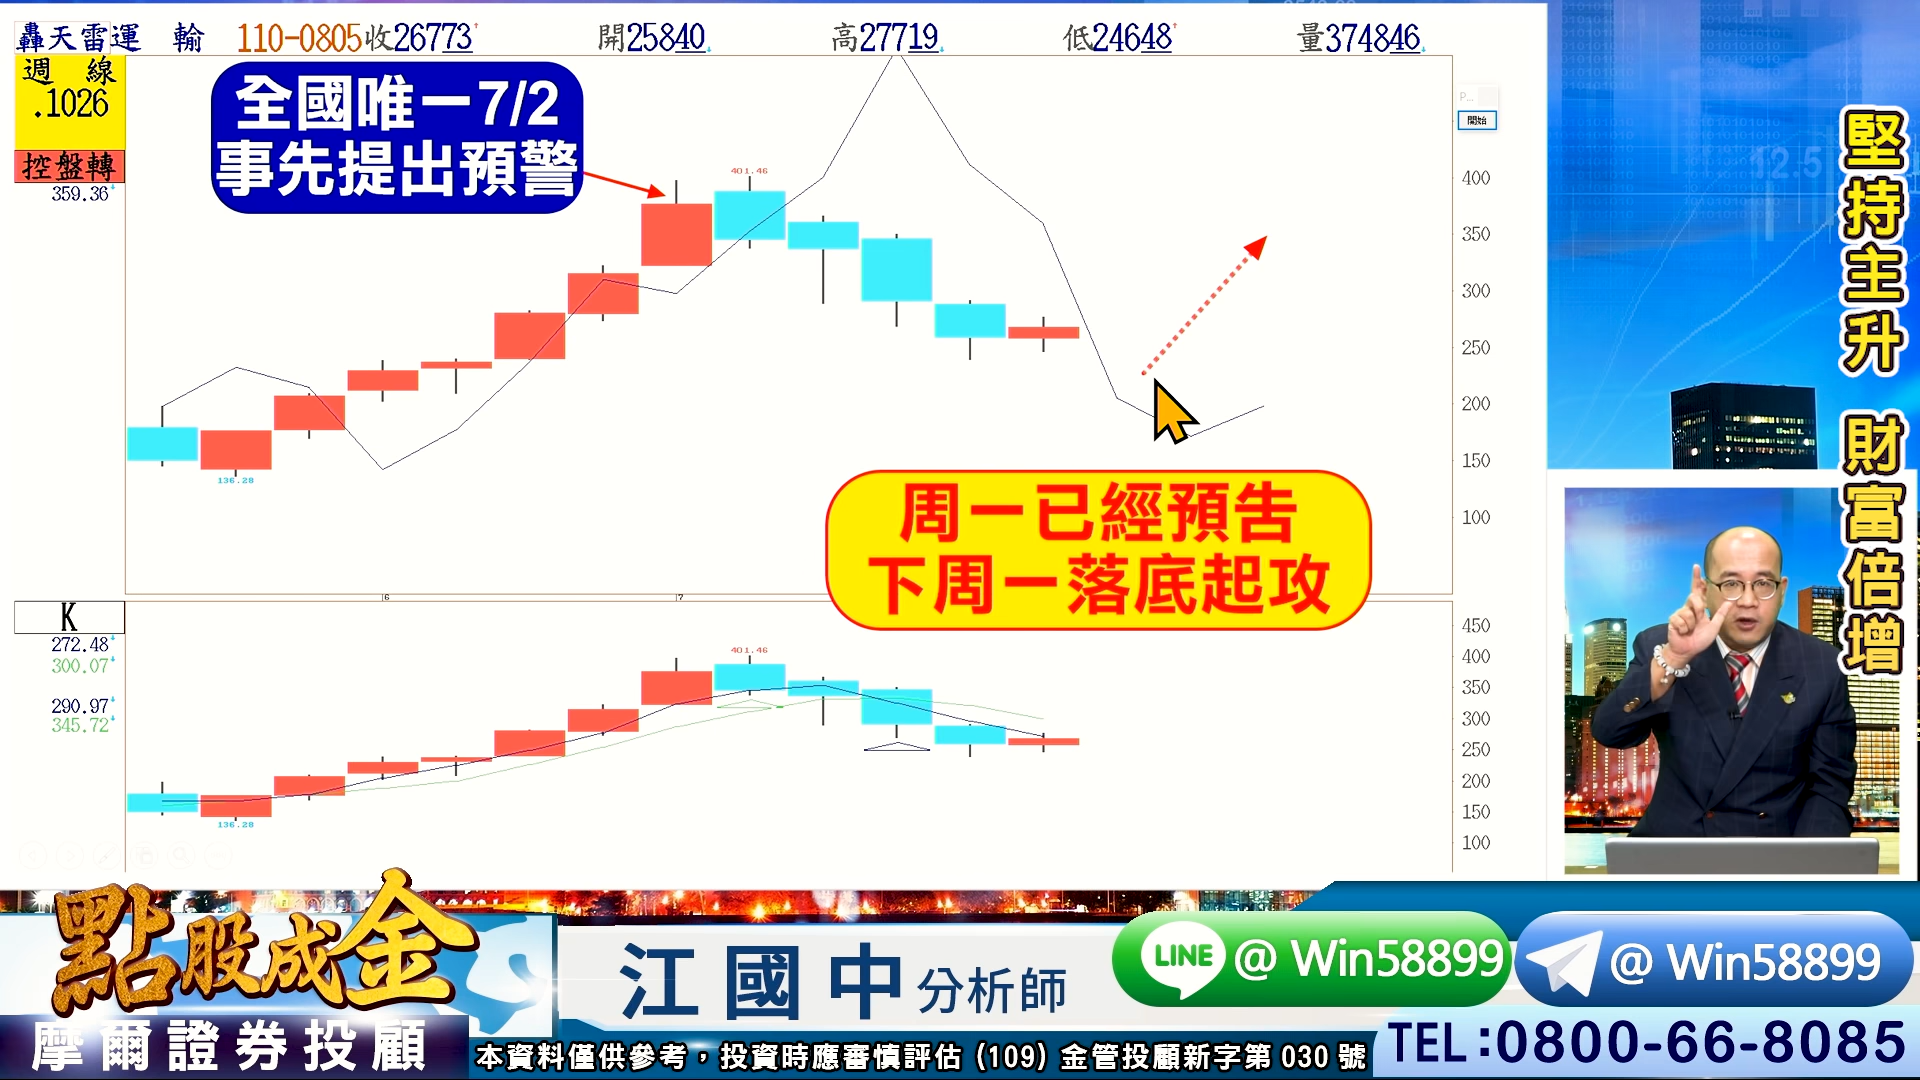 轟天雷運 輸 110-0805收26773 開25840 高27719 低24648 量374846
週 線
.1026
控盤轉
359.36
全國唯一7/2
事先提出預警
401.46
136.28
400
350
300
250
200
150
100
開始
周一已經預告
下周一落底起攻
6
7
K
272.48
300.07
290.97
345.72
401.46
136.28
450
400
350
300
250
200
150
100
堅持主升 財富倍增
點股成金
摩爾證券投顧
江國中分析師
LINE @ Win58899
@ Win58899
TEL:0800-66-8085
本資料僅供參考，投資時應審慎評估 (109) 金管投顧新字第 030 號